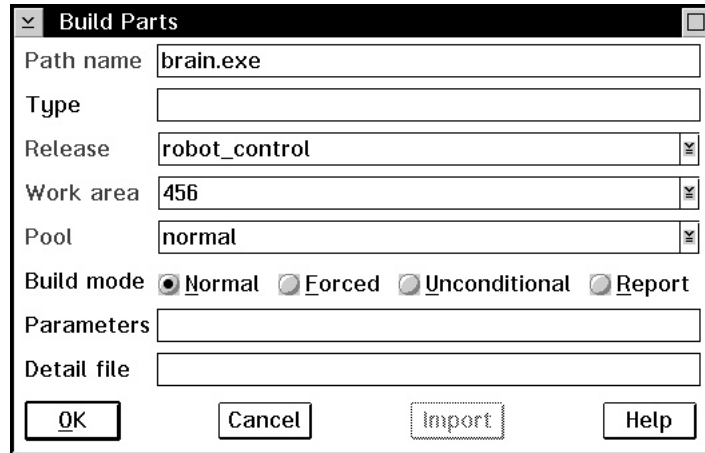 Build Parts
Path name brain.exe
Type
Release robot_control
Work area 456
Pool normal
Build mode Normal Forced Unconditional Report
Parameters
Detail file
OK Cancel Import Help